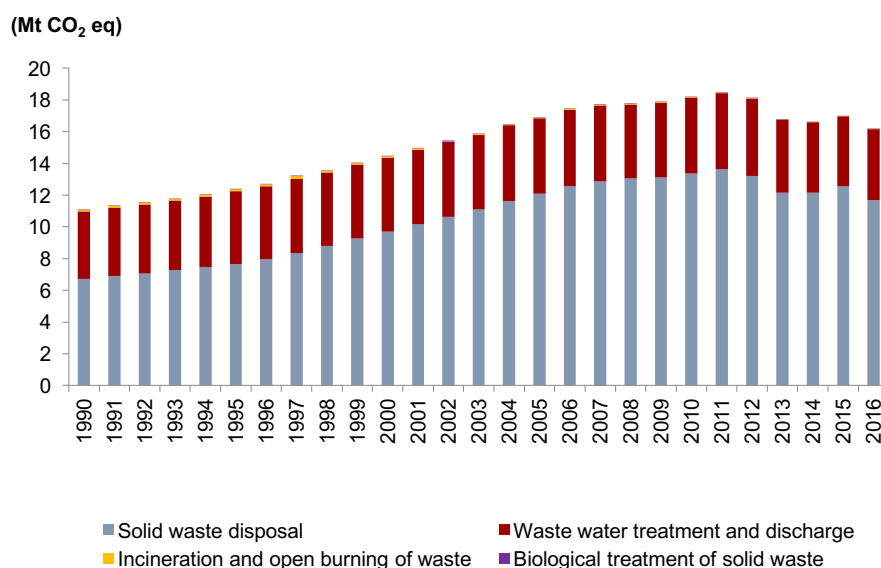 (Mt CO₂ eq)
20
18
16
14
12
10
8
6
4
2
0
1990 1991 1992 1993 1994 1995 1996 1997 1998 1999 2000 2001 2002 2003 2004 2005 2006 2007 2008 2009 2010 2011 2012 2013 2014 2015 2016
Solid waste disposal Waste water treatment and discharge
Incineration and open burning of waste Biological treatment of solid waste